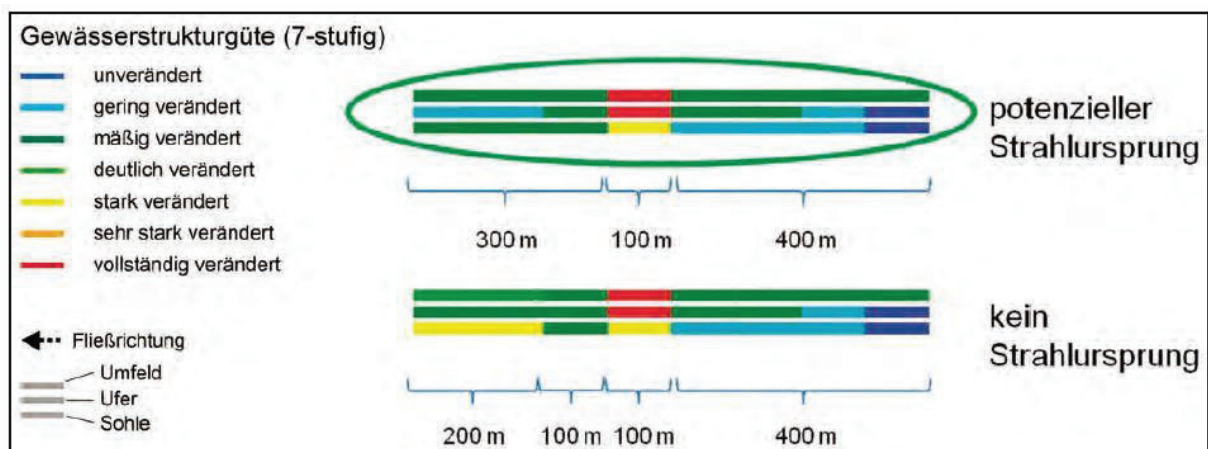 Gewässerstrukturgüte (7-stufig)
unverändert
gering verändert
mäßig verändert
deutlich verändert
stark verändert
sehr stark verändert
vollständig verändert
Fließrichtung
Umfeld
Ufer
Sohle
potenzieller
Strahlursprung
300 m 100 m 400 m
kein
Strahlursprung
200 m 100 m 100 m 400 m